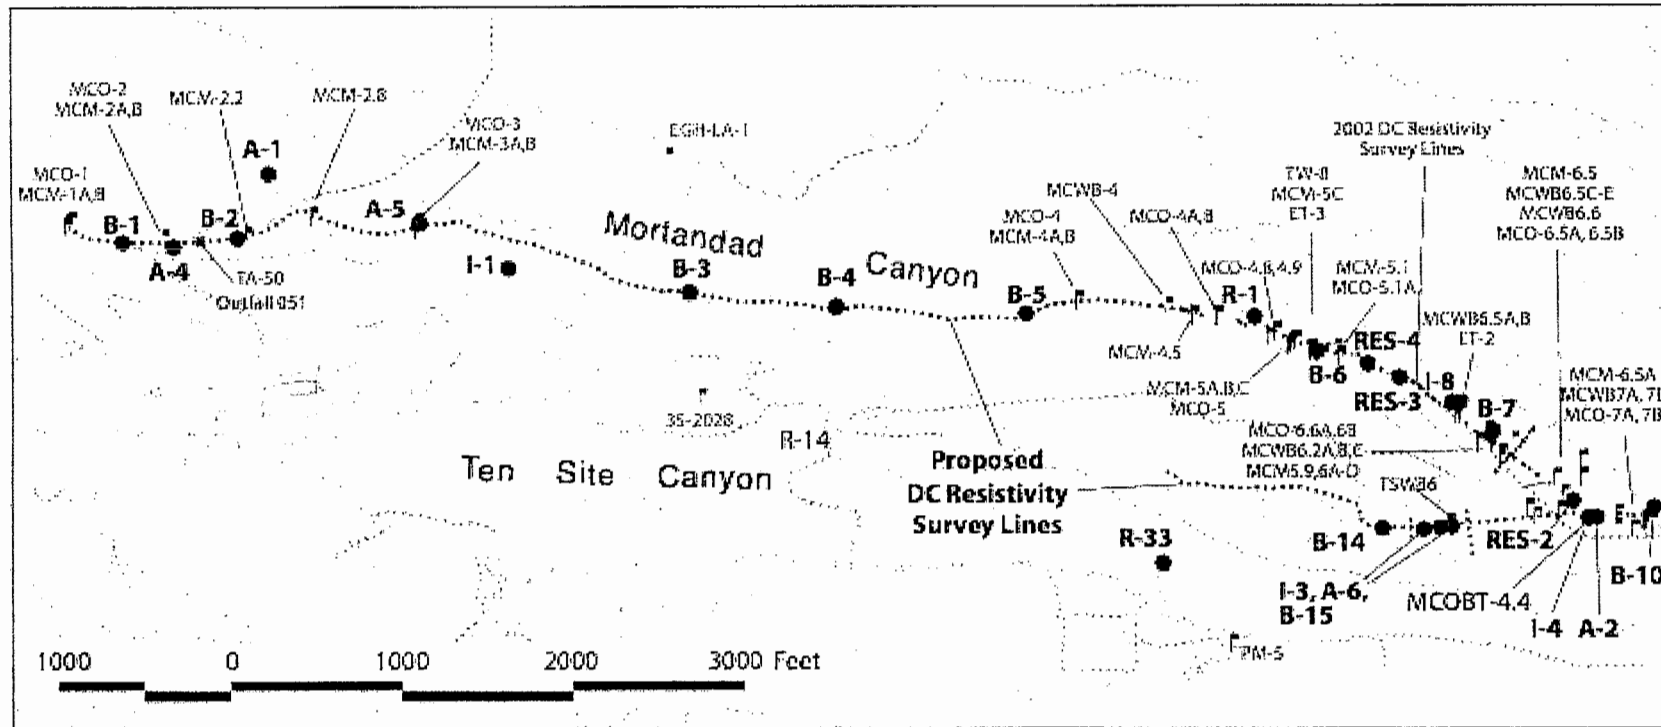 MCO-2
MCM-2A,B
MCM-2.2
MCM-2.8
MCO-3
MCM-3A,B
EGH-LA-1
2002 DC Resistivity
Survey Lines
A-1
MCO-1
MCM-1A,B
B-1
B-2
A-5
A-4
TA-50
Outfall 051
I-1
Mortandad
Canyon
B-3
B-4
B-5
MCO-4
MCM-4A,B
MCWB-4
MCO-4A,B
TW-8
MCM-5C
ET-3
MCM-6.5
MCWB6.5C-E
MCWB6.6
MCO-6.5A, 6.5B
MCO-4.8, 4.9
R-1
MCM-5.1
MCO-5.1A
MCWB6.5A,B
ET-2
MCM-4.5
MCM-5A,B,C
MCO-5
B-6
RES-4
RES-3
I-8
B-7
MCM-6.5A
MCWB7A, 7B
MCO-7A, 7B
35-2028
R-14
Ten Site Canyon
Proposed
DC Resistivity
Survey Lines
MCO-6.6A,6B
MCWB6.2A,B,C
MCM5.9,6A-D
TSWB6
R-33
B-14
RES-2
I-3, A-6,
B-15
MCOBT-4.4
I-4
A-2
B-10
PM-5
1000 0 1000 2000 3000 Feet